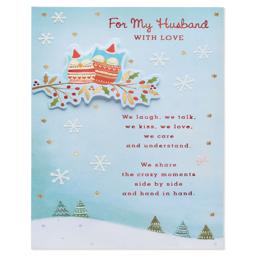 For My Husband
WITH LOVE
We laugh, we talk,
we kiss, we love,
we care
and understand.
We share
the crazy moments
side by side
and hand in hand.